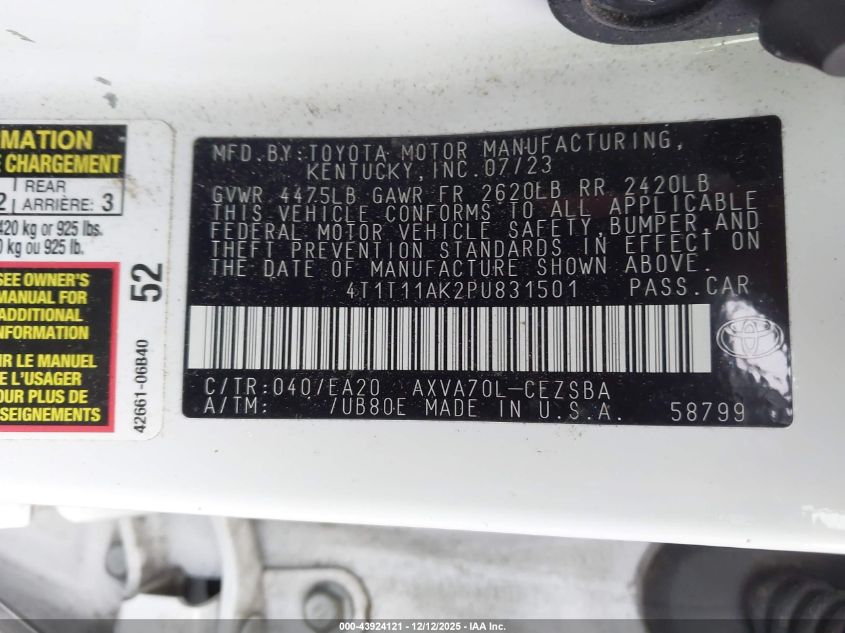 MATION
E CHARGEMENT
1 REAR
2 ARRIÈRE: 3
420 kg or 925 lbs.
0 kg ou 925 lb.
SEE OWNER'S
MANUAL FOR
ADDITIONAL
INFORMATION
IR LE MANUEL
E L'USAGER
OUR PLUS DE
SEIGNEMENTS
52
42661-06B40
MFD. BY: TOYOTA MOTOR MANUFACTURING,
KENTUCKY, INC. 07/23
GVWR 4475LB GAWR FR 2620LB RR 2420LB
THIS VEHICLE CONFORMS TO ALL APPLICABLE
FEDERAL MOTOR VEHICLE SAFETY, BUMPER, AND
THEFT PREVENTION STANDARDS IN EFFECT ON
THE DATE OF MANUFACTURE SHOWN ABOVE.
4T1T11AK2PU831501 PASS.CAR
C/TR:040/EA20 AXVA70L-CEZSBA
A/TM: /UB80E MADE IN U.S.A. 58799
000-43924121 - 12/12/2025 - IAA Inc.